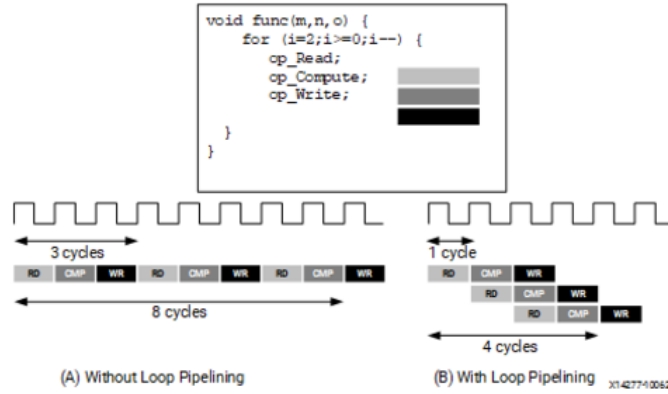 void func(m,n,o) {
for (i=2;i>=0;i--) {
op_Read;
op_Compute;
op_Write;
}
}
3 cycles
RD CMP WR RD CMP WR RD CMP WR
8 cycles
(A) Without Loop Pipelining
1 cycle
RD CMP WR
RD CMP WR
RD CMP WR
4 cycles
(B) With Loop Pipelining